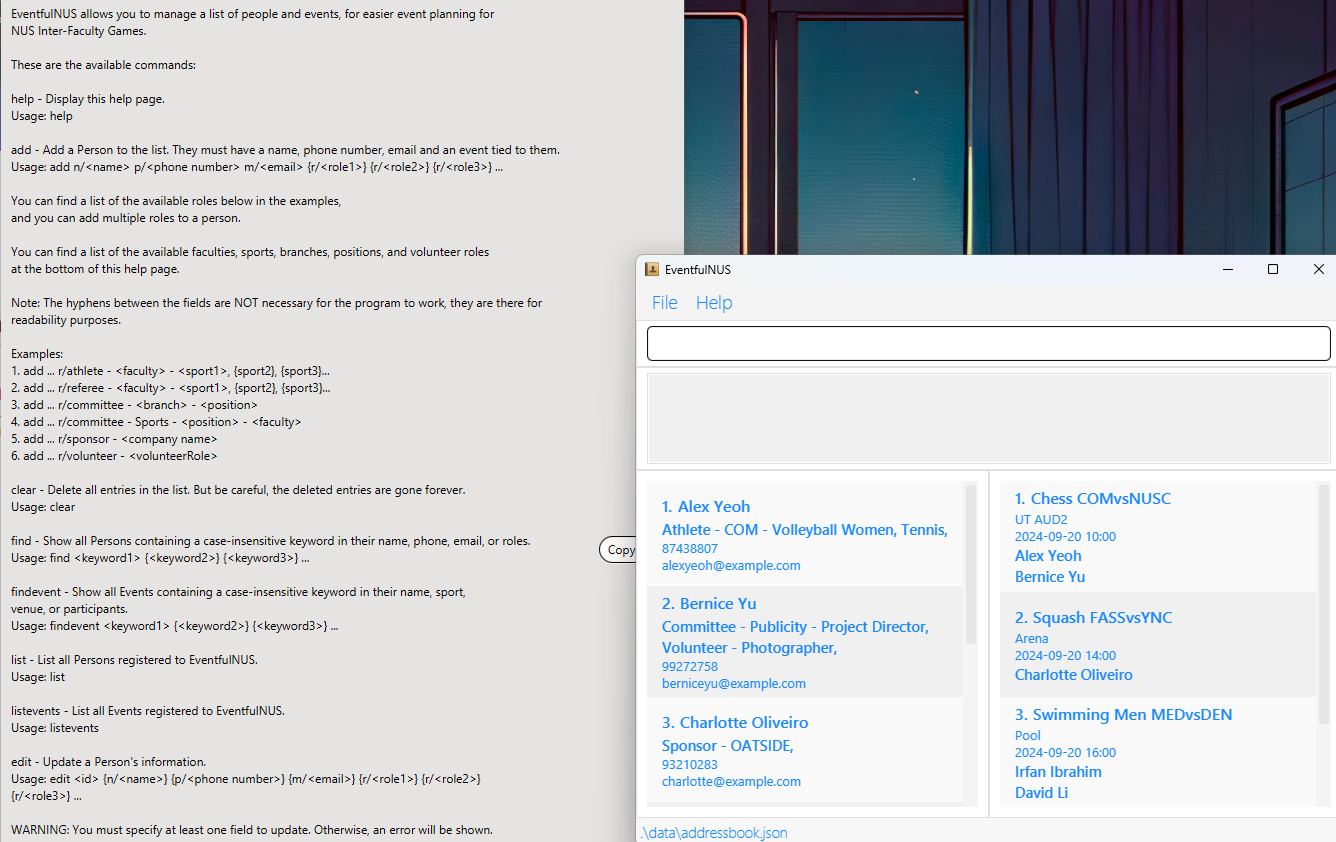 EventfulNUS allows you to manage a list of people and events, for easier event planning for
NUS Inter-Faculty Games.
These are the available commands:
help - Display this help page.
Usage: help
add - Add a Person to the list. They must have a name, phone number, email and an event tied to them.
Usage: add n/<name> p/<phone number> m/<email> {r/<role1>} {r/<role2>} {r/<role3>} ...
You can find a list of the available roles below in the examples,
and you can add multiple roles to a person.
You can find a list of the available faculties, sports, branches, positions, and volunteer roles
at the bottom of this help page.
Note: The hyphens between the fields are NOT necessary for the program to work, they are there for
readability purposes.
Examples:
1. add ... r/athlete - <faculty> - <sport1>, {sport2}, {sport3}...
2. add ... r/referee - <faculty> - <sport1>, {sport2}, {sport3}...
3. add ... r/committee - <branch> - <position>
4. add ... r/committee - Sports - <position> - <faculty>
5. add ... r/sponsor - <company name>
6. add ... r/volunteer - <volunteerRole>
clear - Delete all entries in the list. But be careful, the deleted entries are gone forever.
Usage: clear
find - Show all Persons containing a case-insensitive keyword in their name, phone, email, or roles.
Usage: find <keyword1> {<keyword2>} {<keyword3>} ...
findevent - Show all Events containing a case-insensitive keyword in their name, sport,
venue, or participants.
Usage: findevent <keyword1> {<keyword2>} {<keyword3>} ...
list - List all Persons registered to EventfulNUS.
Usage: list
listevents - List all Events registered to EventfulNUS.
Usage: listevents
edit - Update a Person's information.
Usage: edit <id> {n/<name>} {p/<phone number>} {m/<email>} {r/<role1>} {r/<role2>}
{r/<role3>} ...
WARNING: You must specify at least one field to update. Otherwise, an error will be shown.
Copy
EventfulNUS
File Help
1. Alex Yeoh
Athlete - COM - Volleyball Women, Tennis,
87438807
alexyeoh@example.com
2. Bernice Yu
Committee - Publicity - Project Director,
Volunteer - Photographer,
99272758
berniceyu@example.com
3. Charlotte Oliveiro
Sponsor - OATSIDE,
93210283
charlotte@example.com
1. Chess COMvsNUSC
UT AUD2
2024-09-20 10:00
Alex Yeoh
Bernice Yu
2. Squash FASSvsYNC
Arena
2024-09-20 14:00
Charlotte Oliveiro
3. Swimming Men MEDvsDEN
Pool
2024-09-20 16:00
Irfan Ibrahim
David Li
.\data\addressbook.json